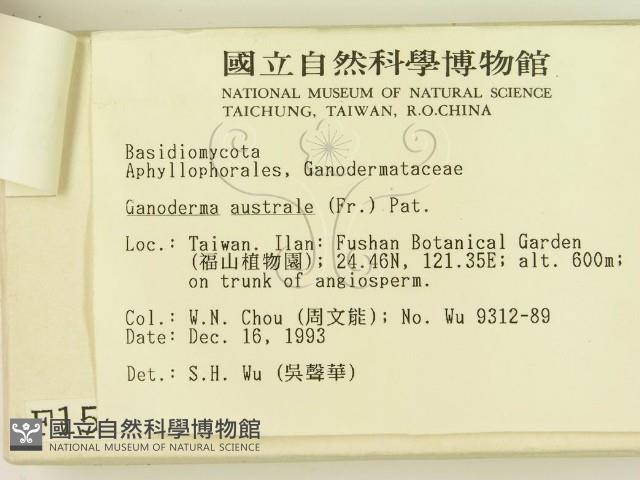 國立自然科學博物館
NATIONAL MUSEUM OF NATURAL SCIENCE
TAICHUNG, TAIWAN, R.O.CHINA
Basidiomycota
Aphyllophorales, Ganodermataceae
Ganoderma australe (Fr.) Pat.
Loc.: Taiwan. Ilan: Fushan Botanical Garden
(福山植物園); 24.46N, 121.35E; alt. 600m;
on trunk of angiosperm.
Col.: W.N. Chou (周文能); No. Wu 9312-89
Date: Dec. 16, 1993
Det.: S.H. Wu (吳聲華)
F15
國立自然科學博物館
NATIONAL MUSEUM OF NATURAL SCIENCE